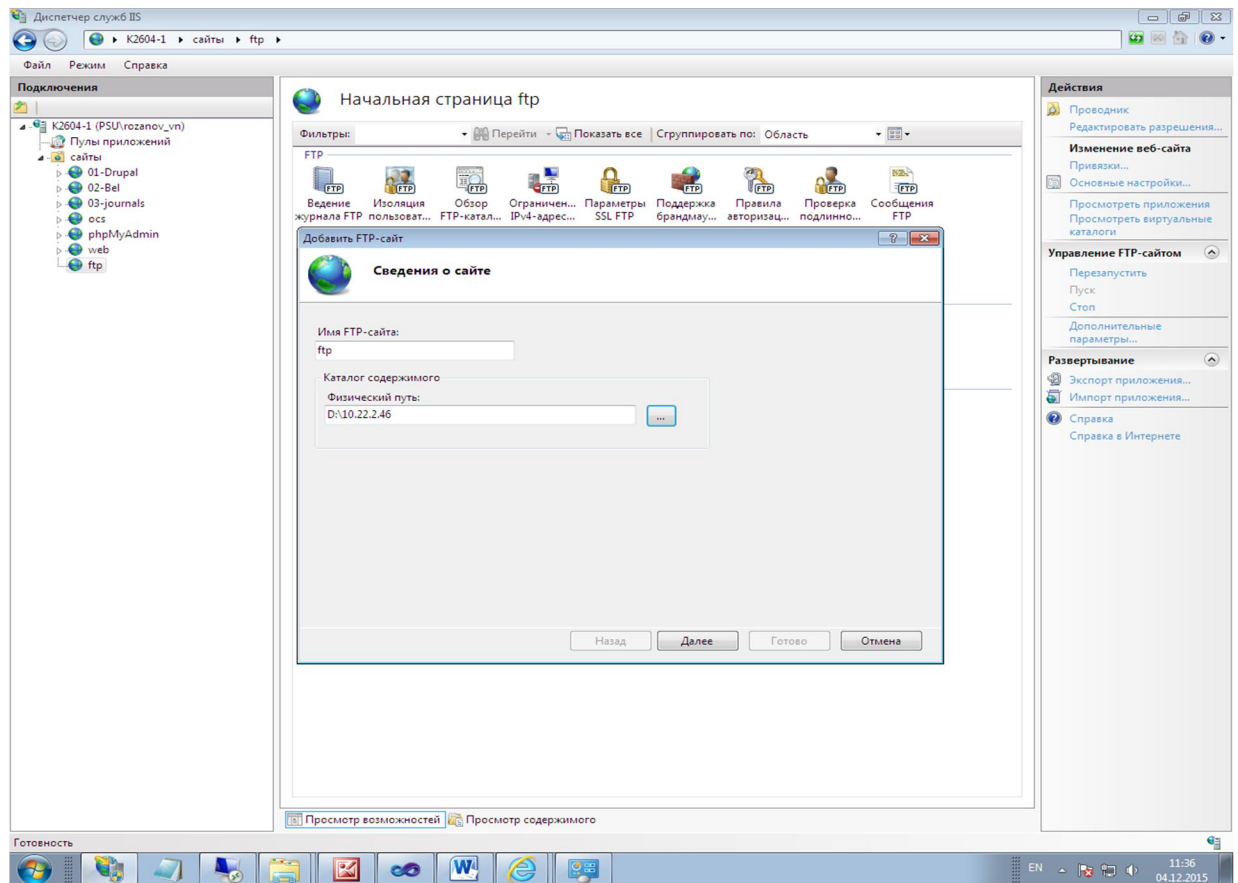 Диспетчер служб IIS
K2604-1 сайты ftp
Файл Режим Справка
Подключения
K2604-1 (PSU\rozanov_vn)
Пулы приложений
сайты
01-Drupal
02-Bel
03-journals
ocs
phpMyAdmin
web
ftp
Начальная страница ftp
Фильтры: Перейти Показать все Сгруппировать по: Область
FTP
Ведение журнала FTP
Изоляция пользоват...
Обзор FTP-катал...
Ограничен... IPv4-адрес...
Параметры SSL FTP
Поддержка брандмау...
Правила авторизац...
Проверка подлинно...
Сообщения FTP
Добавить FTP-сайт
Сведения о сайте
Имя FTP-сайта:
ftp
Каталог содержимого
Физический путь:
D:\10.22.2.46
...
Назад Далее Готово Отмена
Просмотр возможностей Просмотр содержимого
Действия
Проводник
Редактировать разрешения...
Изменение веб-сайта
Привязки...
Основные настройки...
Просмотреть приложения
Просмотреть виртуальные
каталоги
Управление FTP-сайтом
Перезапустить
Пуск
Стоп
Дополнительные
параметры...
Развертывание
Экспорт приложения...
Импорт приложения...
Справка
Справка в Интернете
Готовность
EN
11:36
04.12.2015